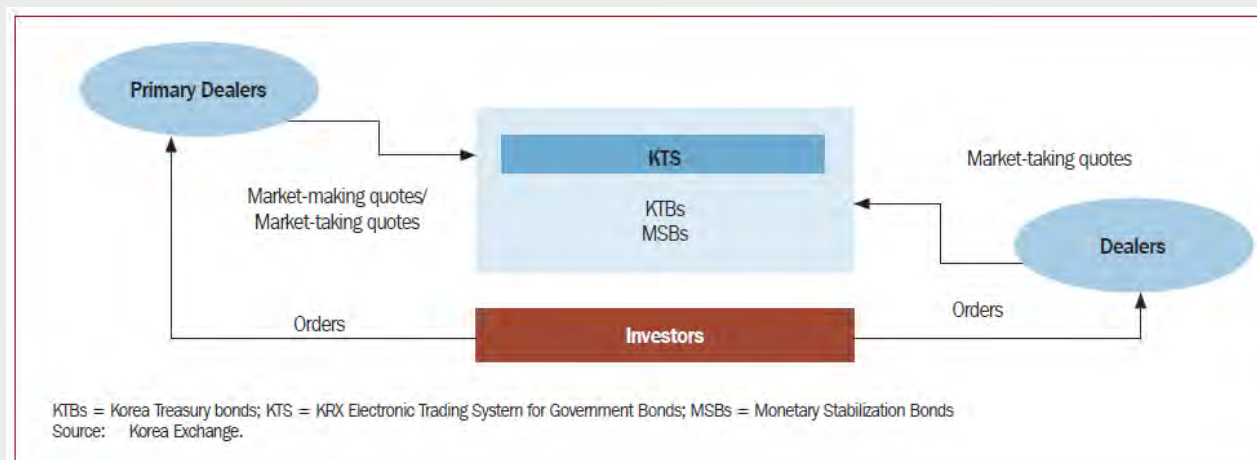 Primary Dealers
KTS
Market-taking quotes
Market-making quotes/
Market-taking quotes
KTBs
MSBs
Dealers
Orders
Investors
Orders
KTBs = Korea Treasury bonds; KTS = KRX Electronic Trading System for Government Bonds; MSBs = Monetary Stabilization Bonds
Source: Korea Exchange.